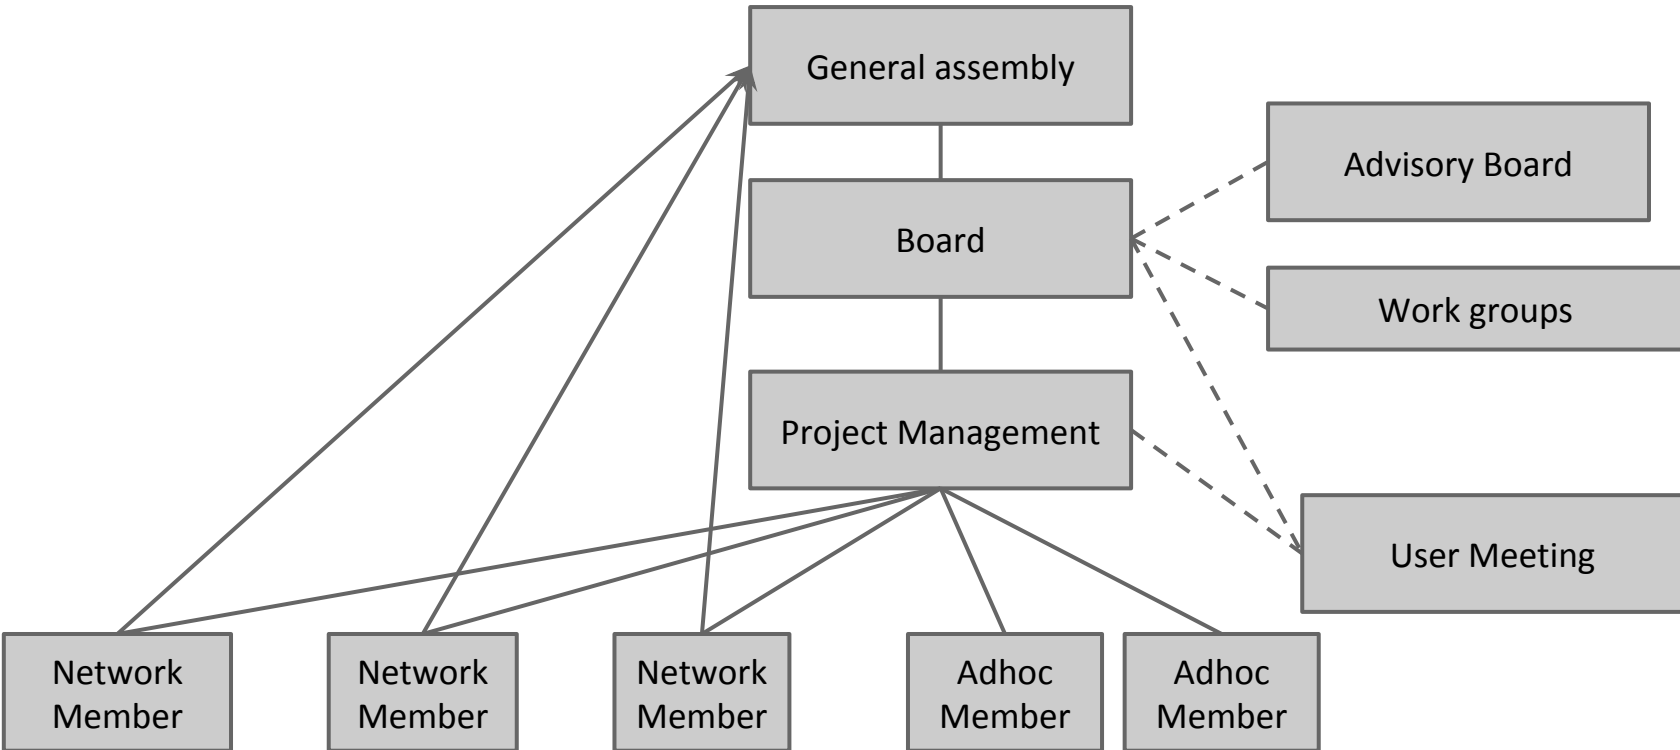 General assembly
Advisory Board
Board
Work groups
Project Management
User Meeting
Network
Member
Network
Member
Network
Member
Adhoc
Member
Adhoc
Member